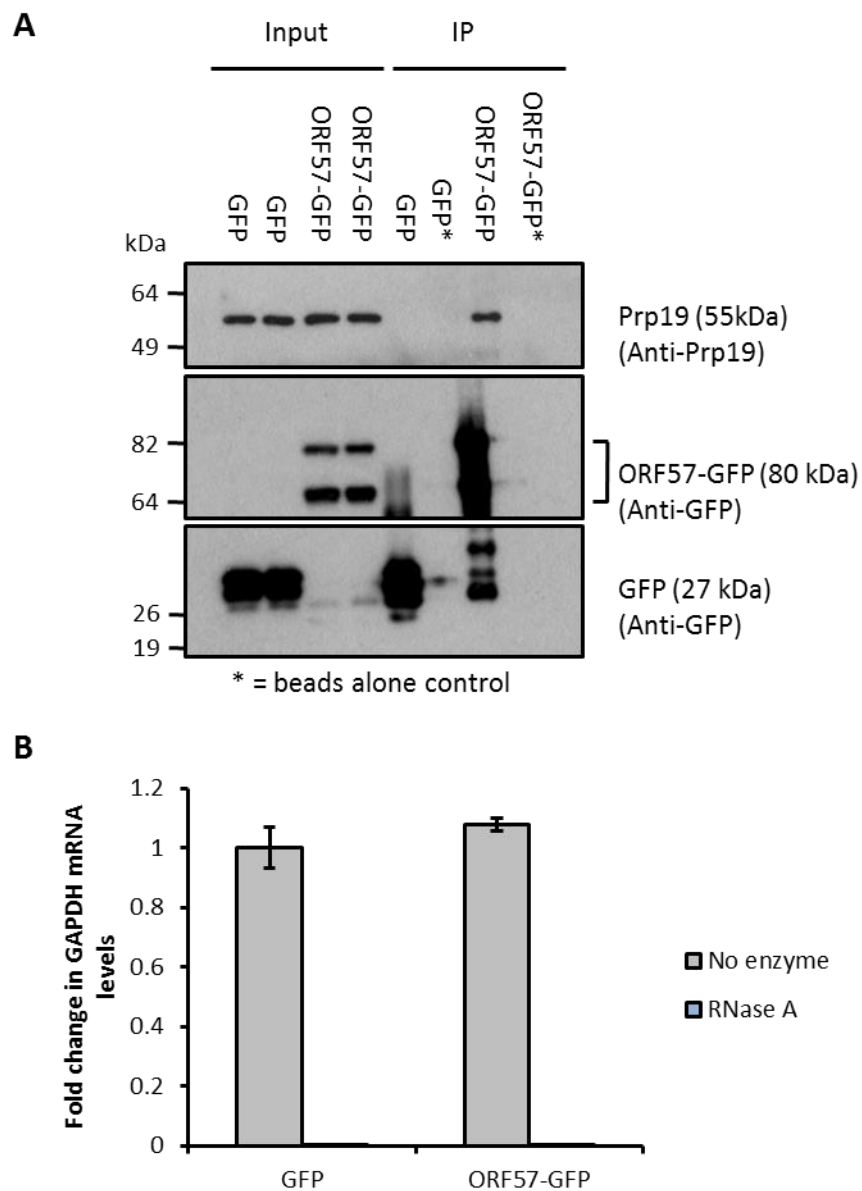 A
Input IP
GFP GFP ORF57-GFP ORF57-GFP GFP GFP* ORF57-GFP ORF57-GFP*
kDa
64
49
Prp19 (55kDa)
(Anti-Prp19)
82
64
ORF57-GFP (80 kDa)
(Anti-GFP)
26
19
GFP (27 kDa)
(Anti-GFP)
* = beads alone control
B
Fold change in GAPDH mRNA
levels
1.2
1
0.8
0.6
0.4
0.2
0
GFP ORF57-GFP
No enzyme
RNase A